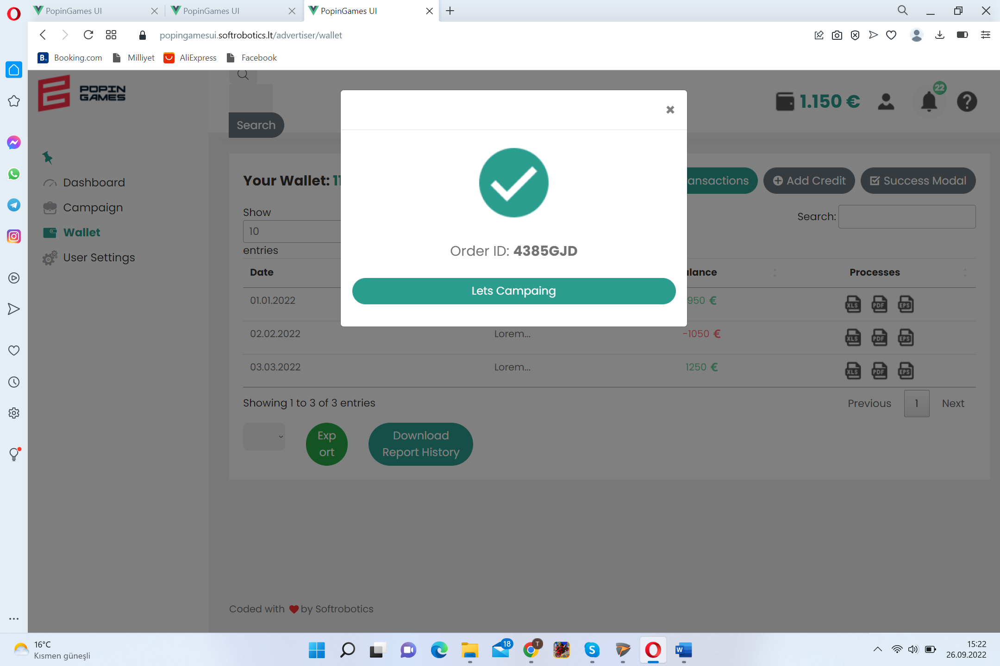 PopinGames UI
PopinGames UI
PopinGames UI
popingamesui.softrobotics.lt/advertiser/wallet
B. Booking.com
Milliyet
AliExpress
Facebook
POPIN
GAMES
Search
1.150 €
22
Dashboard
Campaign
Wallet
User Settings
Your Wallet:
ansactions
Add Credit
Success Modal
Show
10
entries
Search:
Order ID: 4385GJD
Lets Campaing
Date
lance
Processes
01.01.2022
950 €
XLS PDF EPS
02.02.2022
Lorem...
-1050 €
XLS PDF EPS
03.03.2022
Lorem...
1250 €
XLS PDF EPS
Showing 1 to 3 of 3 entries
Previous
1
Next
Exp
ort
Download
Report History
Coded with ❤ by Softrobotics
16°C
Kısmen güneşli
18
T
S
W
15:22
26.09.2022